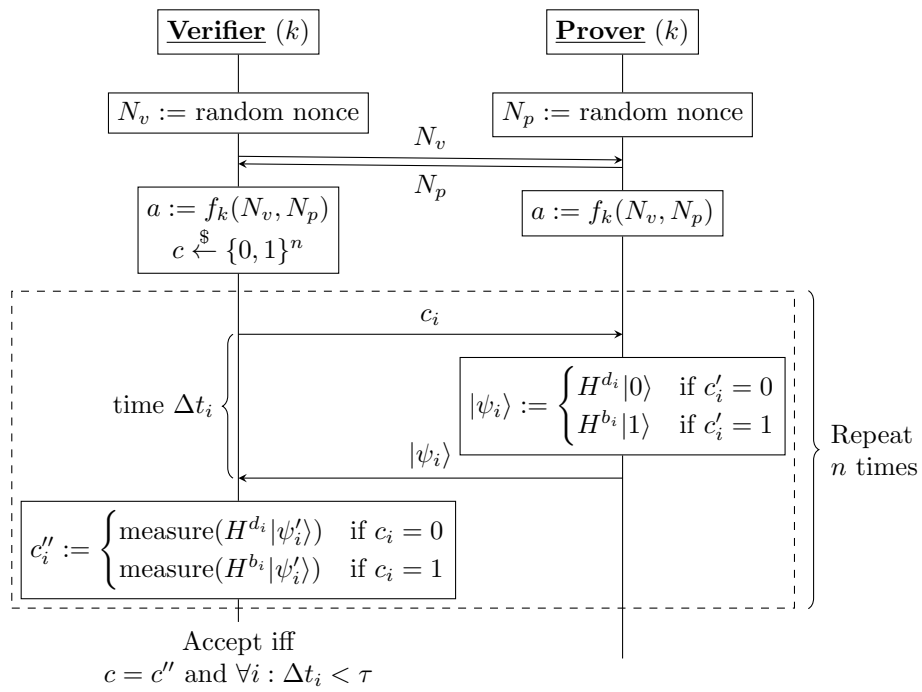 Verifier (k)
Prover (k)
N_v := random nonce
N_p := random nonce
N_v
N_p
a := f_k(N_v, N_p)
c ←$ {0, 1}^n
a := f_k(N_v, N_p)
c_i
time Δt_i
|ψ_i⟩ := { H^{d_i}|0⟩ if c′_i = 0
H^{b_i}|1⟩ if c′_i = 1
|ψ_i⟩
Repeat
n times
c″_i := { measure(H^{d_i}|ψ′_i⟩) if c_i = 0
measure(H^{b_i}|ψ′_i⟩) if c_i = 1
Accept iff
c = c″ and ∀i : Δt_i < τ